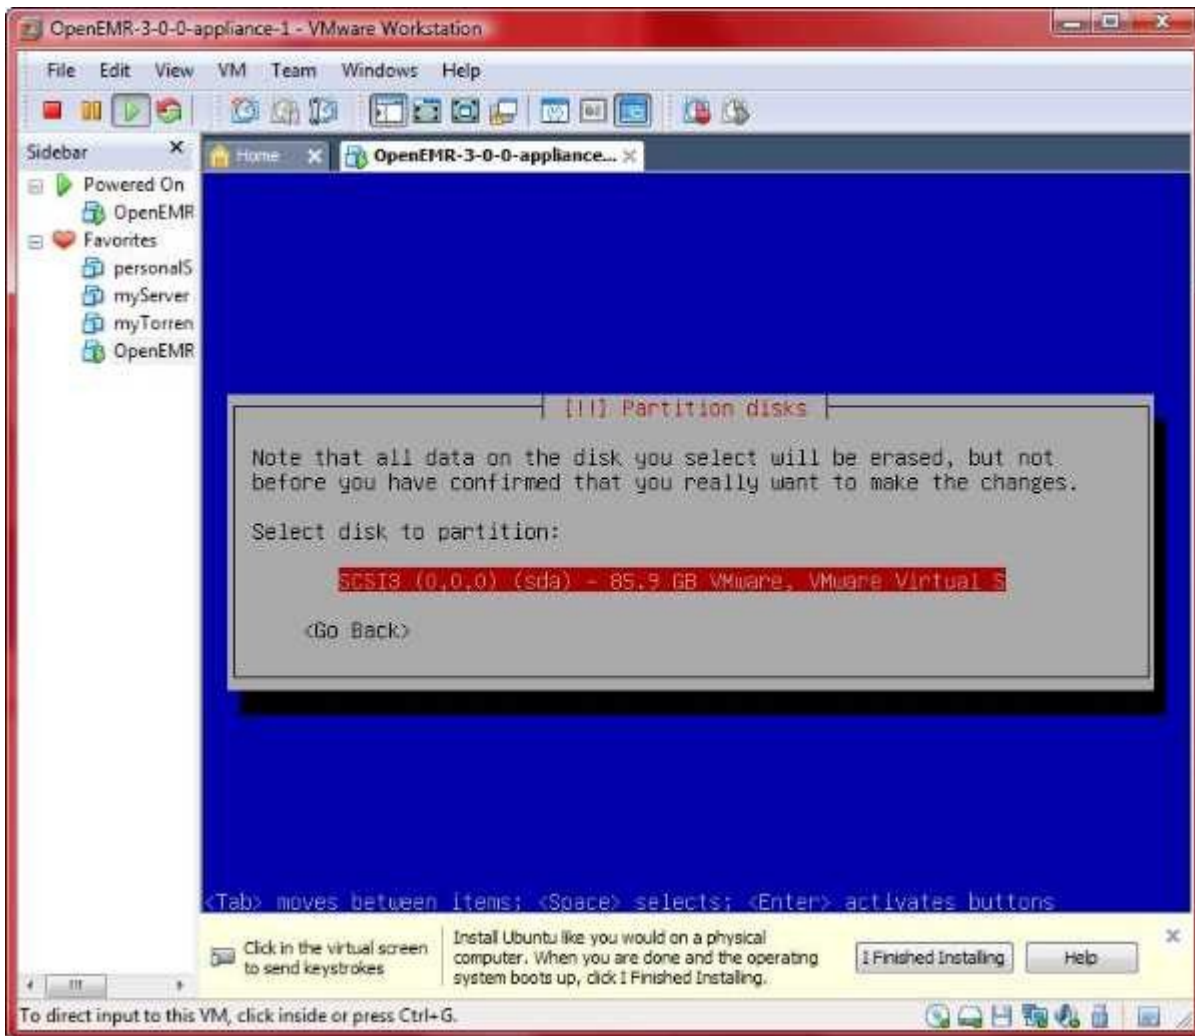 OpenEMR-3-0-0-appliance-1 - VMware Workstation
File Edit View VM Team Windows Help
Sidebar
Home
OpenEMR-3-0-0-appliance...
Powered On
OpenEMR
Favorites
personalS
myServer
myTorren
OpenEMR
[!!] Partition disks
Note that all data on the disk you select will be erased, but not
before you have confirmed that you really want to make the changes.
Select disk to partition:
SCSI3 (0,0,0) (sda) - 85.9 GB VMware, VMware Virtual S
<Go Back>
<Tab> moves between items; <Space> selects; <Enter> activates buttons
Click in the virtual screen
to send keystrokes
Install Ubuntu like you would on a physical
computer. When you are done and the operating
system boots up, click I Finished Installing.
I Finished Installing
Help
To direct input to this VM, click inside or press Ctrl+G.